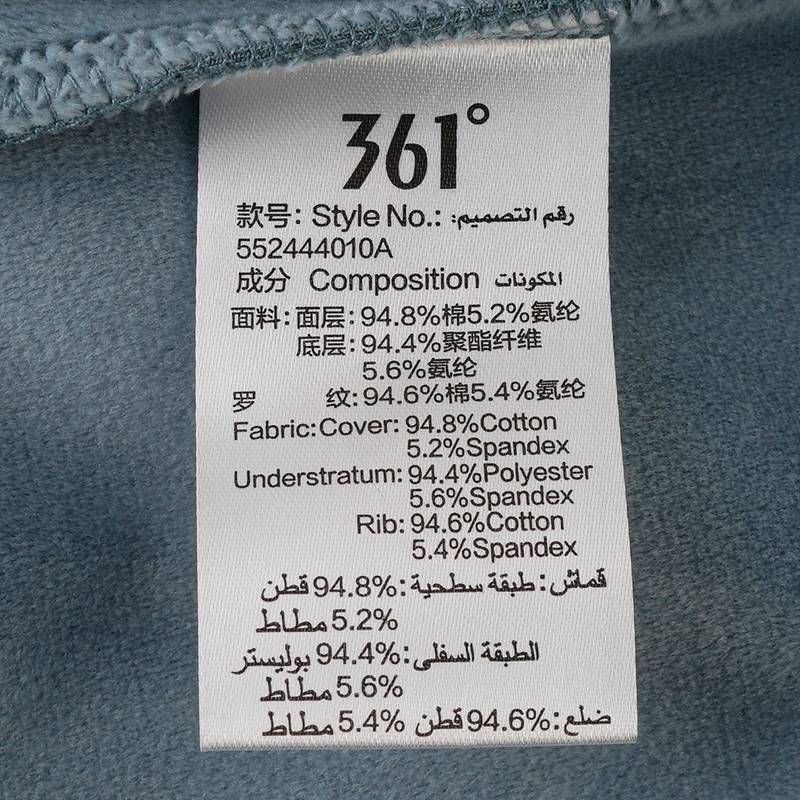 361°
款号: Style No.: رقم التصميم:
552444010A
成分 Composition المكونات
面料: 面层: 94.8%棉5.2%氨纶
底层: 94.4%聚酯纤维
5.6%氨纶
罗 纹: 94.6%棉5.4%氨纶
Fabric: Cover: 94.8%Cotton
5.2%Spandex
Understratum: 94.4%Polyester
5.6%Spandex
Rib: 94.6%Cotton
5.4%Spandex
قماش: طبقة سطحية: 94.8% قطن
5.2% مطاط
الطبقة السفلى: 94.4% بوليستر
5.6% مطاط
ضلع: 94.6% قطن 5.4% مطاط